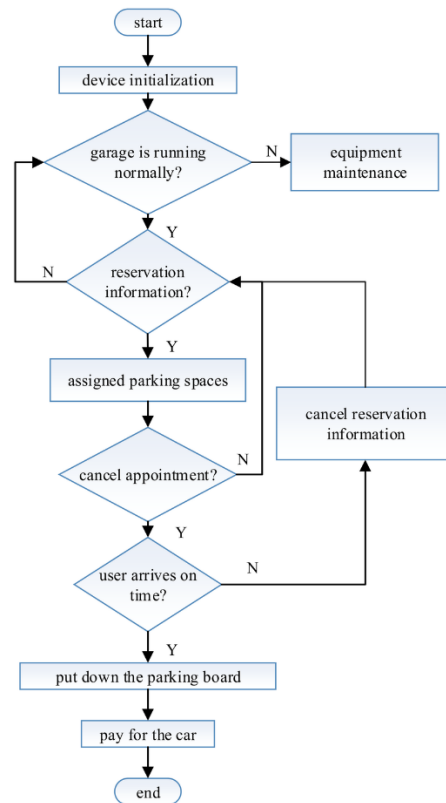 start
device initialization
garage is running
normally?
N
equipment
maintenance
Y
N
reservation
information?
Y
assigned parking spaces
cancel reservation
information
cancel appointment?
N
Y
user arrives on
time?
N
Y
put down the parking board
pay for the car
end